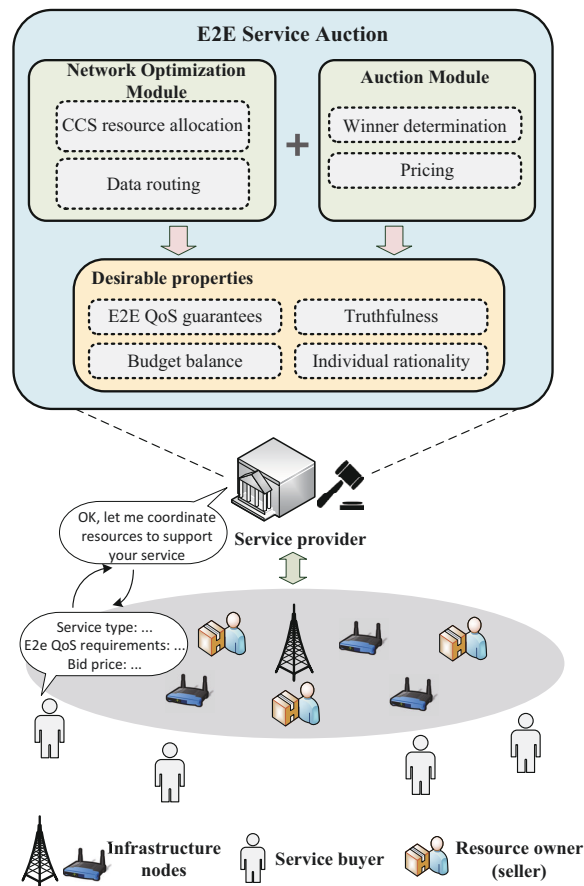 E2E Service Auction
Network Optimization
Module
CCS resource allocation
Data routing
Auction Module
Winner determination
Pricing
Desirable properties
E2E QoS guarantees
Truthfulness
Budget balance
Individual rationality
OK, let me coordinate
resources to support
your service
Service provider
Service type: ...
E2e QoS requirements: ...
Bid price: ...
Infrastructure
nodes
Service buyer
Resource owner
(seller)